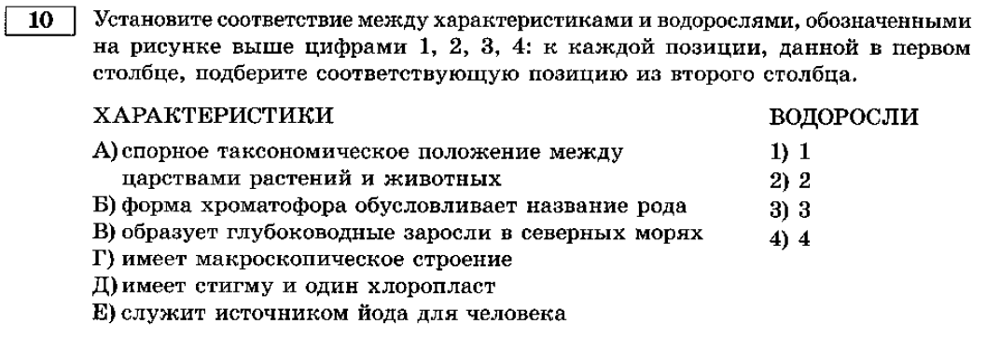 10 Установите соответствие между характеристиками и водорослями, обозначенными
на рисунке выше цифрами 1, 2, 3, 4: к каждой позиции, данной в первом
столбце, подберите соответствующую позицию из второго столбца.
ХАРАКТЕРИСТИКИ ВОДОРОСЛИ
А) спорное таксономическое положение между 1) 1
царствами растений и животных 2) 2
Б) форма хроматофора обусловливает название рода 3) 3
В) образует глубоководные заросли в северных морях 4) 4
Г) имеет макроскопическое строение
Д) имеет стигму и один хлоропласт
Е) служит источником йода для человека